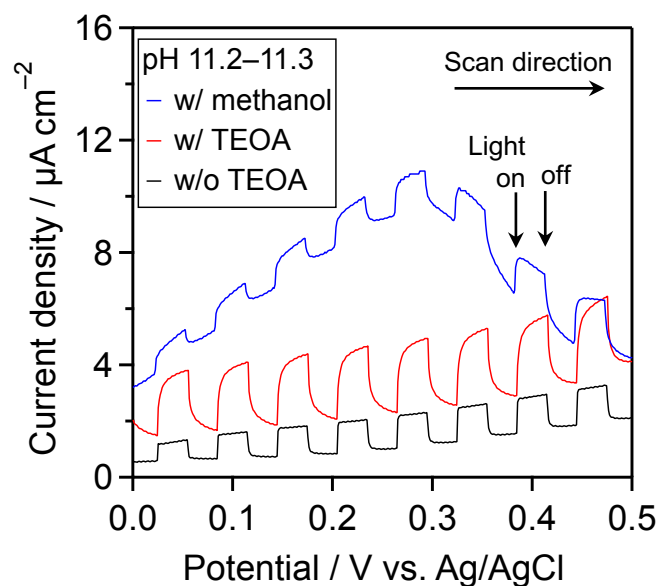 16
12
8
4
0
Current density / µA cm⁻²
pH 11.2–11.3
w/ methanol
w/ TEOA
w/o TEOA
Scan direction
Light
on
off
0.0 0.1 0.2 0.3 0.4 0.5
Potential / V vs. Ag/AgCl